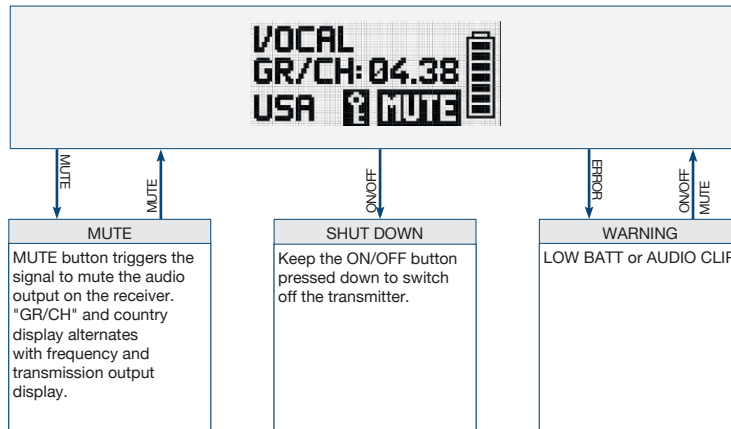 VOCAL
GR/CH: 04.38
USA MUTE
MUTE
MUTE
ON/OFF
ERROR
ON/OFF
MUTE
MUTE
MUTE button triggers the
signal to mute the audio
output on the receiver.
"GR/CH" and country
display alternates
with frequency and
transmission output
display.
SHUT DOWN
Keep the ON/OFF button
pressed down to switch
off the transmitter.
WARNING
LOW BATT or AUDIO CLIP